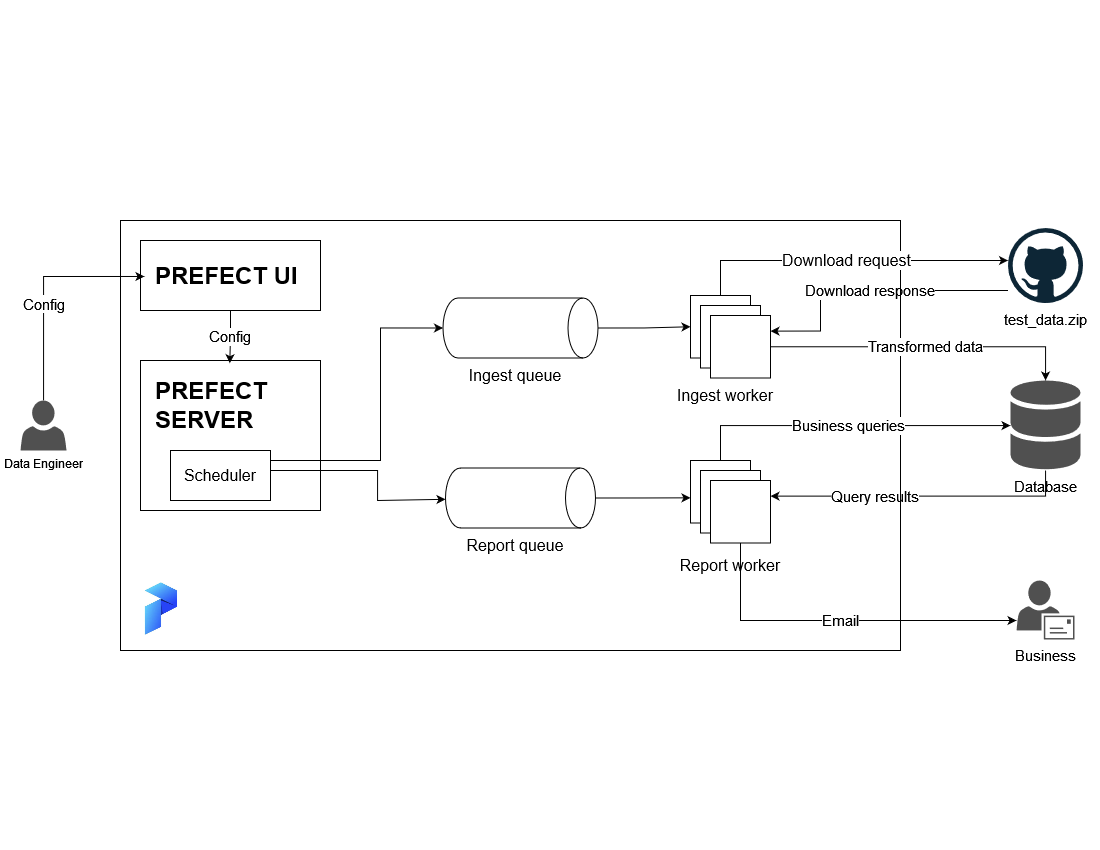 PREFECT UI
Config
Config
PREFECT
SERVER
Scheduler
Data Engineer
Ingest queue
Report queue
Ingest worker
Report worker
Download request
Download response
test_data.zip
Transformed data
Business queries
Query results
Database
Email
Business